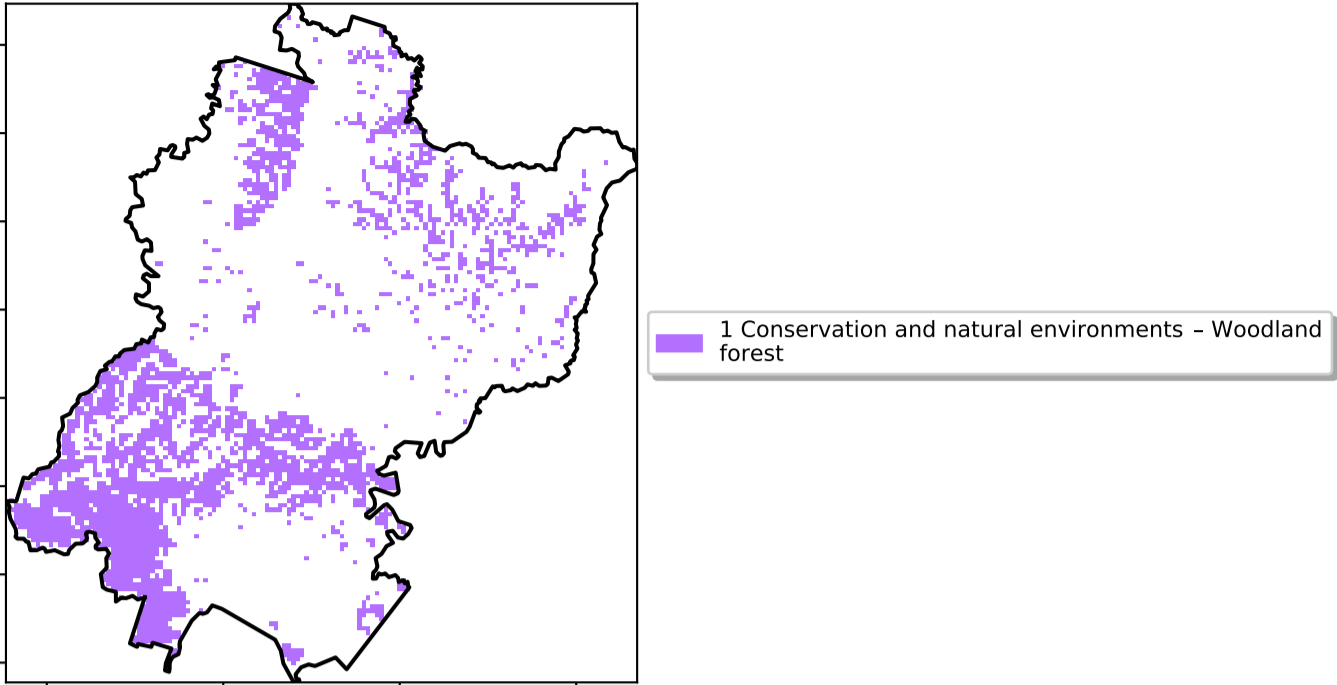 1 Conservation and natural environments – Woodland
forest